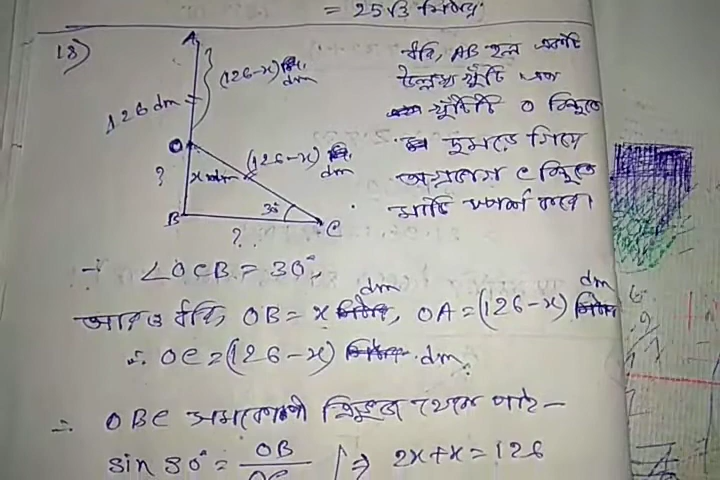 = 25√3 মিটার
18)
A
(126-x) dm
126 dm
O
(126-x) dm
?
x dm
30°
B
C
?
ধরি, AB হল একটি
উল্লম্ব খুঁটি এবং
খুঁটিটি O বিন্দুতে
দুমড়ে গিয়ে
অগ্রভাগ C বিন্দুতে
মাটি স্পর্শ করে।
∴ ∠OCB = 30°,
আরও ধরি, OB = x dm, OA = (126-x) dm
∴ OC = (126-x) dm.
∴ OBC সমকোণী ত্রিভুজ থেকে পাই-
sin 30° = OB/OC | ⇒ 2x+x = 126